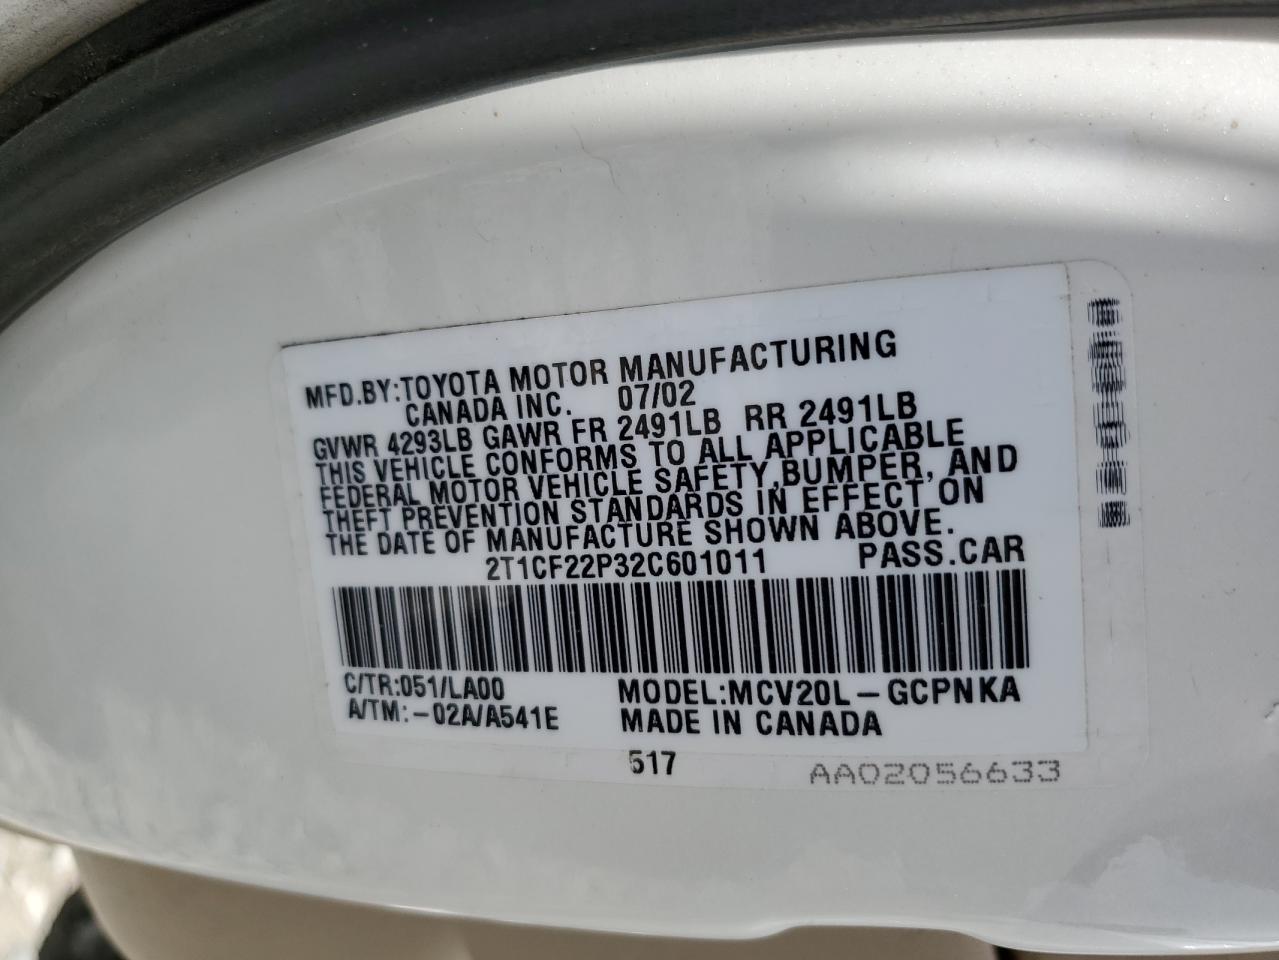 MFD.BY:TOYOTA MOTOR MANUFACTURING
CANADA INC. 07/02
GVWR 4293LB GAWR FR 2491LB RR 2491LB
THIS VEHICLE CONFORMS TO ALL APPLICABLE
FEDERAL MOTOR VEHICLE SAFETY,BUMPER, AND
THEFT PREVENTION STANDARDS IN EFFECT ON
THE DATE OF MANUFACTURE SHOWN ABOVE.
2T1CF22P32C601011 PASS.CAR
C/TR:051/LA00 MODEL:MCV20L-GCPNKA
A/TM:-02A/A541E MADE IN CANADA
517 AA02056633